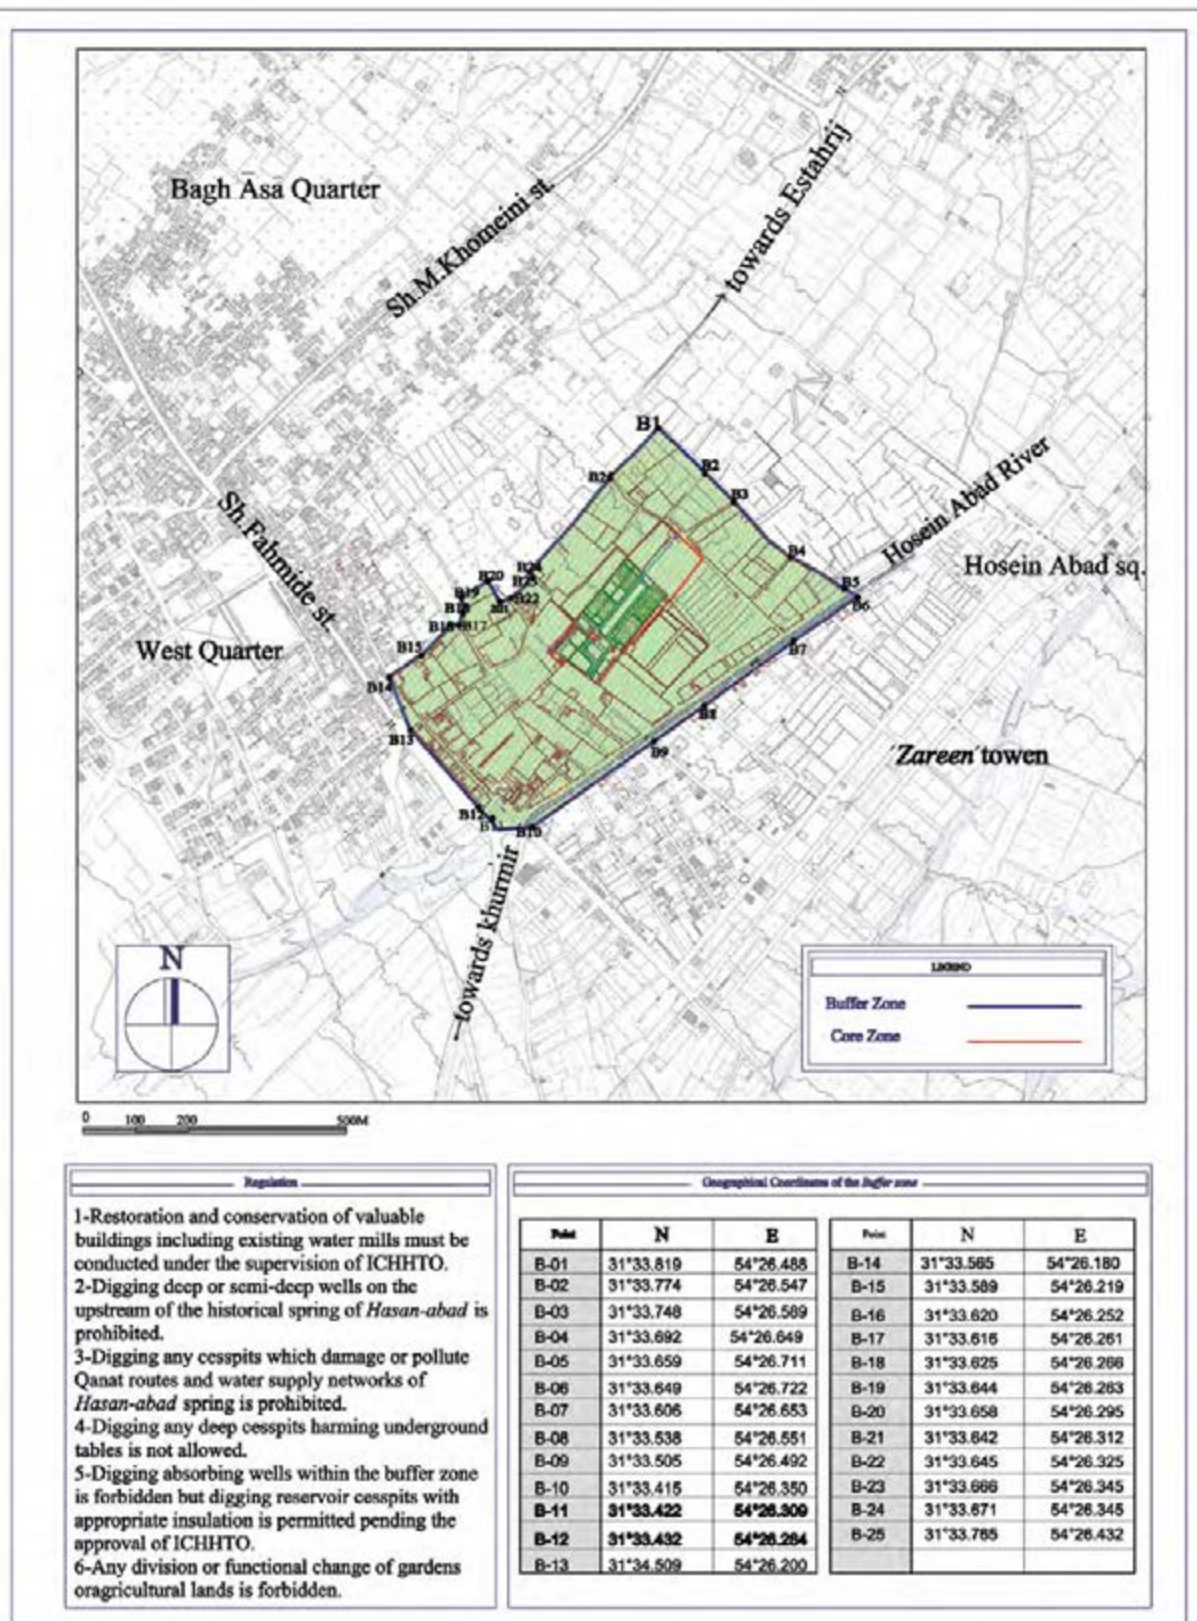 Bagh Āsā Quarter
Sh.M.Khomeini st.
towards Estahrij
Hosein Abad River
Hosein Abad sq.
Sh.Fahmide st.
West Quarter
'Zareen' towen
towards khurmir
B1
B2
B3
B4
B5
B6
B7
B8
B9
B10
B12
B13
B14
B15
B17
B19
B20
B22
B24
N
LEGEND
Buffer Zone
Core Zone
0 100 200 500M
Regulation
1-Restoration and conservation of valuable
buildings including existing water mills must be
conducted under the supervision of ICHHTO.
2-Digging deep or semi-deep wells on the
upstream of the historical spring of Hasan-abad is
prohibited.
3-Digging any cesspits which damage or pollute
Qanat routes and water supply networks of
Hasan-abad spring is prohibited.
4-Digging any deep cesspits harming underground
tables is not allowed.
5-Digging absorbing wells within the buffer zone
is forbidden but digging reservoir cesspits with
appropriate insulation is permitted pending the
approval of ICHHTO.
6-Any division or functional change of gardens
oragricultural lands is forbidden.
Geographical Coordinates of the Buffer zone
Point N E
B-01 31°33.819 54°26.488
B-02 31°33.774 54°26.547
B-03 31°33.748 54°26.589
B-04 31°33.692 54°26.649
B-05 31°33.659 54°26.711
B-06 31°33.649 54°26.722
B-07 31°33.606 54°26.653
B-08 31°33.538 54°26.551
B-09 31°33.505 54°26.492
B-10 31°33.415 54°26.350
B-11 31°33.422 54°26.309
B-12 31°33.432 54°26.284
B-13 31°34.509 54°26.200
Point N E
B-14 31°33.565 54°26.180
B-15 31°33.589 54°26.219
B-16 31°33.620 54°26.252
B-17 31°33.616 54°26.261
B-18 31°33.625 54°26.266
B-19 31°33.644 54°26.263
B-20 31°33.658 54°26.295
B-21 31°33.642 54°26.312
B-22 31°33.645 54°26.325
B-23 31°33.666 54°26.345
B-24 31°33.671 54°26.345
B-25 31°33.765 54°26.432